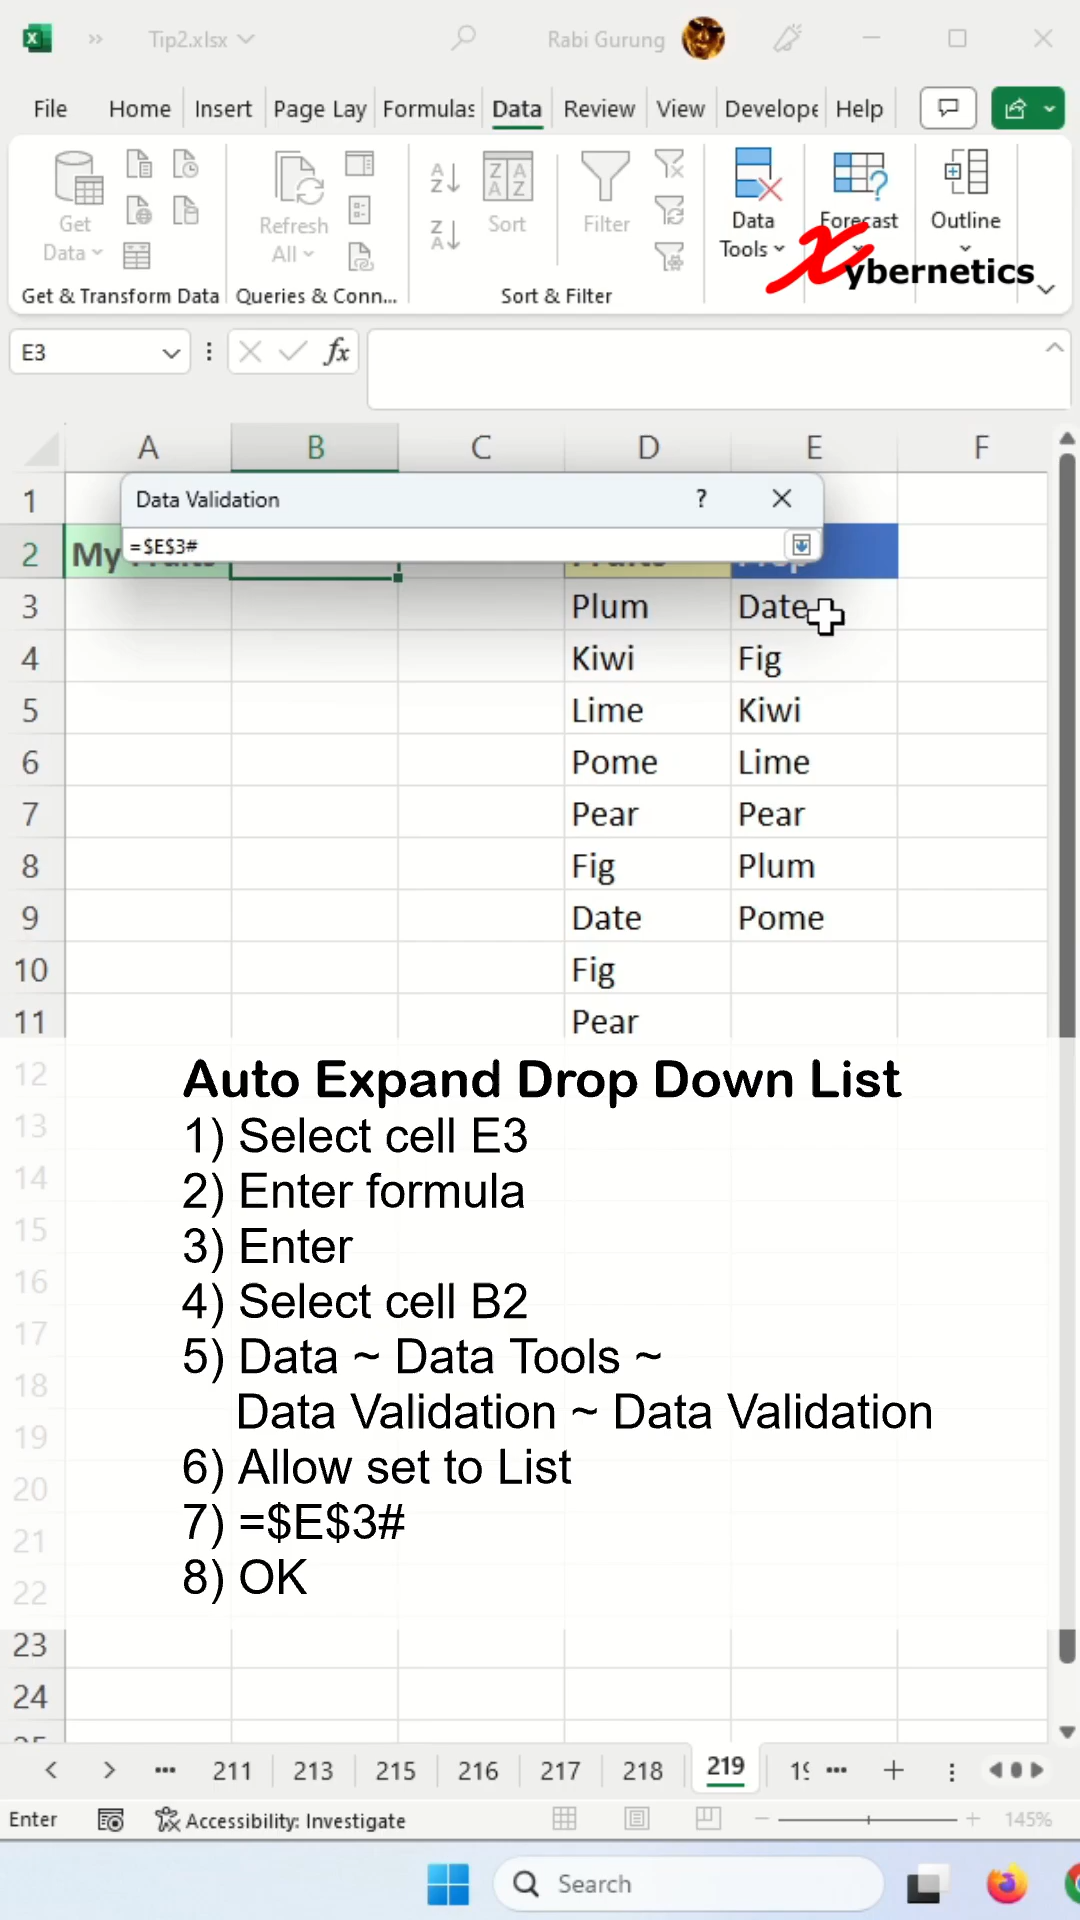 Tip2.xlsx
Rabi Gurung
File Home Insert Page Lay Formulas Data Review View Develope Help
Get Data
Refresh All
Sort
Filter
Data Tools
Forecast
Outline
Get & Transform Data Queries & Conn... Sort & Filter
Xybernetics
E3
fx
A B C D E F
Data Validation ? X
=$E$3#
1
2 My Fruits Fruits Prep
3 Plum Date
4 Kiwi Fig
5 Lime Kiwi
6 Pome Lime
7 Pear Pear
8 Fig Plum
9 Date Pome
10 Fig
11 Pear
12
13
14
15
16
17
18
19
20
21
22
23
24
Auto Expand Drop Down List
1) Select cell E3
2) Enter formula
3) Enter
4) Select cell B2
5) Data ~ Data Tools ~
Data Validation ~ Data Validation
6) Allow set to List
7) =$E$3#
8) OK
211 213 215 216 217 218 219
Enter Accessibility: Investigate 145%
Search